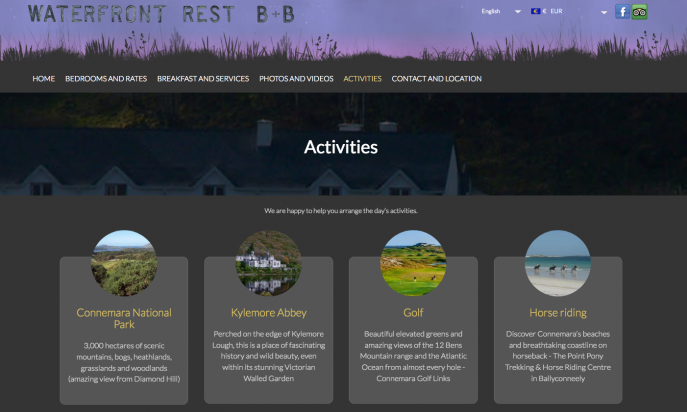 WATERFRONT REST B+B
English
€ EUR
HOME BEDROOMS AND RATES BREAKFAST AND SERVICES PHOTOS AND VIDEOS ACTIVITIES CONTACT AND LOCATION
Activities
We are happy to help you arrange the day's activities.
Connemara National
Park
3,000 hectares of scenic
mountains, bogs, heathlands,
grasslands and woodlands
(amazing view from Diamond Hill)
Kylemore Abbey
Perched on the edge of Kylemore
Lough, this is a place of fascinating
history and wild beauty, even
within its stunning Victorian
Walled Garden
Golf
Beautiful elevated greens and
amazing views of the 12 Bens
Mountain range and the Atlantic
Ocean from almost every hole -
Connemara Golf Links
Horse riding
Discover Connemara's beaches
and breathtaking coastline on
horseback - The Point Pony
Trekking & Horse Riding Centre
in Ballyconneely